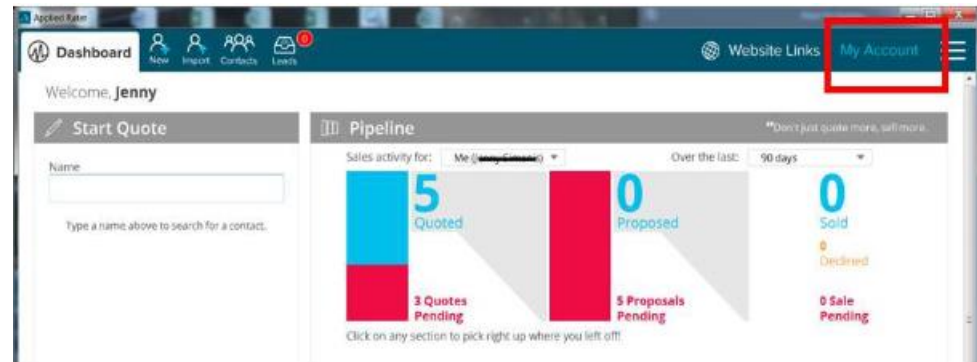 Applied Rater
Dashboard
New
Import
Contacts
Leads
0
Website Links
My Account
Welcome, Jenny
Start Quote
Pipeline
"Don't just quote more, sell more.
Name
Type a name above to search for a contact.
Sales activity for:
Me (
Over the last:
90 days
5
Quoted
0
Proposed
0
Sold
0
Declined
3 Quotes
Pending
5 Proposals
Pending
0 Sale
Pending
Click on any section to pick right up where you left off!